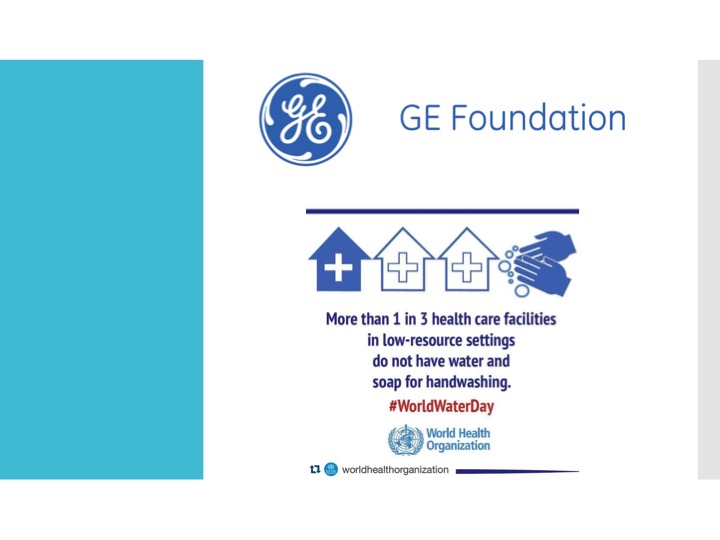 GE
GE Foundation
More than 1 in 3 health care facilities
in low-resource settings
do not have water and
soap for handwashing.
#WorldWaterDay
World Health
Organization
worldhealthorganization